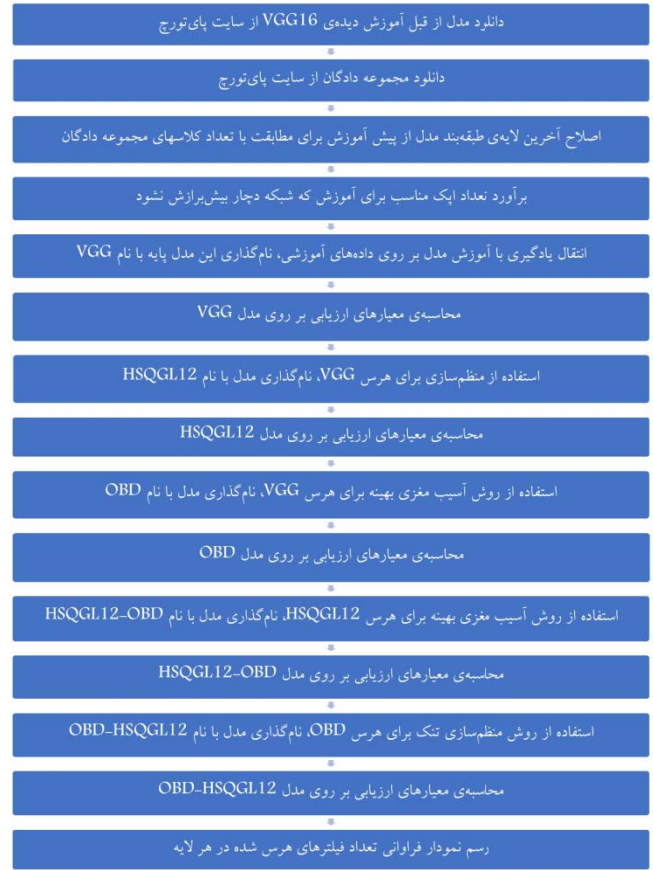 دانلرد مدل از قبل آموزش دیده‌ی VGG16 از سایت پای‌تورچ
دانلود مجموعه دادگان از سایت پای‌تورچ
اصلاح آخرین لایه‌ی طبقه‌بند مدل از پیش آموزش برای مطابقت با تعداد کلاسهای مجموعه دادگان
برآورد تعداد اپک مناسب برای آموزش که شبکه دچار بیش‌برازش نشود
انتقال یادگیری با آموزش مدل بر روی داده‌های آموزشی، نام‌گذاری این مدل پایه با نام VGG
محاسبه‌ی معیارهای ارزیابی بر روی مدل VGG
استفاده از منظم‌سازی برای هرس VGG، نام‌گذاری مدل با نام HSQGL12
محاسبه‌ی معیارهای ارزیابی بر روی مدل HSQGL12
استفاده از روش آسیب مغزی بهینه برای هرس VGG، نام‌گذاری مدل با نام OBD
محاسبه‌ی معیارهای ارزیابی بر روی مدل OBD
استفاده از روش آسیب مغزی بهینه برای هرس HSQGL12، نام‌گذاری مدل با نام HSQGL12-OBD
محاسبه‌ی معیارهای ارزیابی بر روی مدل HSQGL12-OBD
استفاده از روش منظم‌سازی تنک برای هرس OBD، نام‌گذاری مدل با نام OBD-HSQGL12
محاسبه‌ی معیارهای ارزیابی بر روی مدل OBD-HSQGL12
رسم نمودار فراوانی تعداد فیلترهای هرس شده در هر لایه